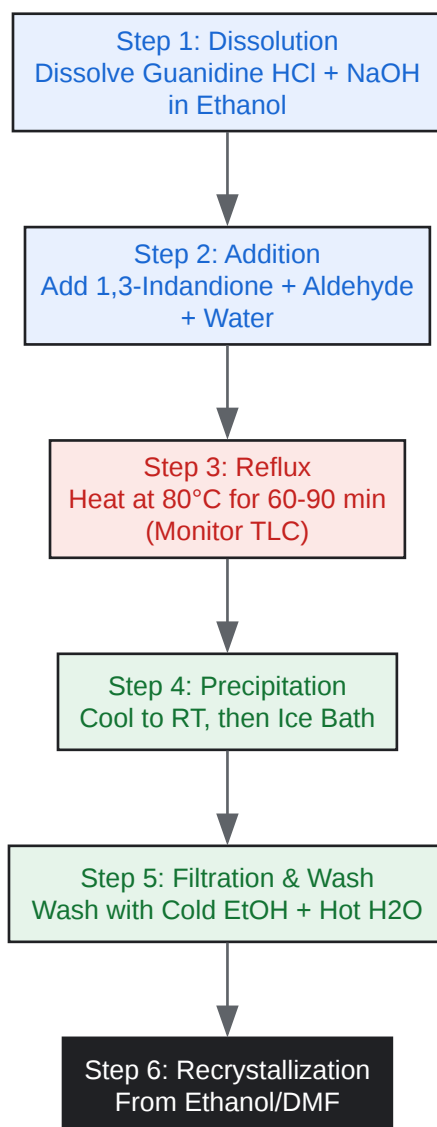 Step 1: Dissolution
Dissolve Guanidine HCl + NaOH
in Ethanol
Step 2: Addition
Add 1,3-Indandione + Aldehyde
+ Water
Step 3: Reflux
Heat at 80°C for 60-90 min
(Monitor TLC)
Step 4: Precipitation
Cool to RT, then Ice Bath
Step 5: Filtration & Wash
Wash with Cold EtOH + Hot H2O
Step 6: Recrystallization
From Ethanol/DMF